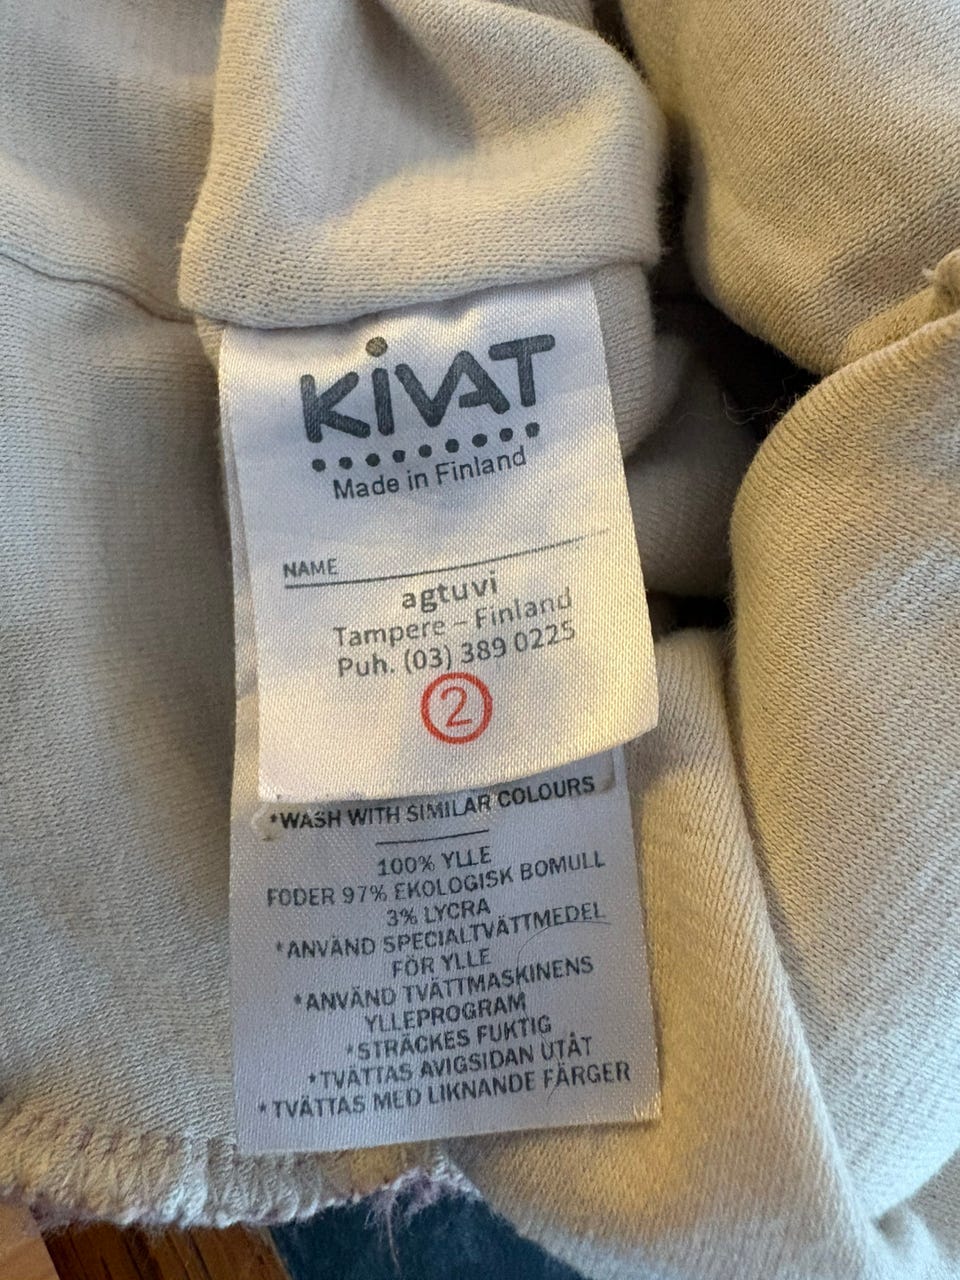 KiVAT
Made in Finland
NAME
agtuvi
Tampere – Finland
Puh. (03) 389 0225
2
*WASH WITH SIMILAR COLOURS
100% YLLE
FODER 97% EKOLOGISK BOMULL
3% LYCRA
*ANVÄND SPECIALTVÄTTMEDEL
FÖR YLLE
*ANVÄND TVÄTTMASKINENS
YLLEPROGRAM
*STRÄCKES FUKTIG
*TVÄTTAS AVIGSIDAN UTÅT
*TVÄTTAS MED LIKNANDE FÄRGER